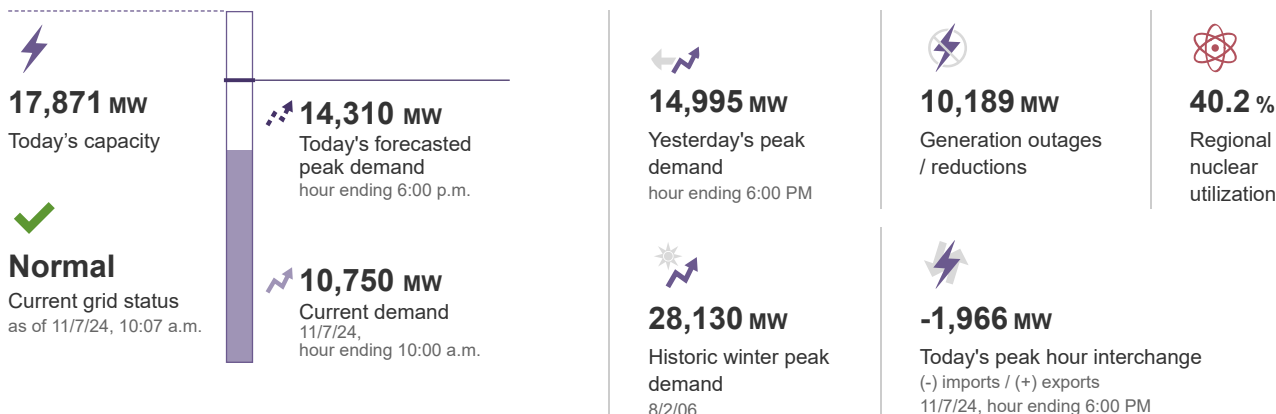 17,871 MW
Today's capacity
Normal
Current grid status
as of 11/7/24, 10:07 a.m.
14,310 MW
Today's forecasted
peak demand
hour ending 6:00 p.m.
10,750 MW
Current demand
11/7/24,
hour ending 10:00 a.m.
14,995 MW
Yesterday's peak
demand
hour ending 6:00 PM
10,189 MW
Generation outages
/ reductions
40.2 %
Regional
nuclear
utilization
28,130 MW
Historic winter peak
demand
8/2/06
-1,966 MW
Today's peak hour interchange
(-) imports / (+) exports
11/7/24, hour ending 6:00 PM